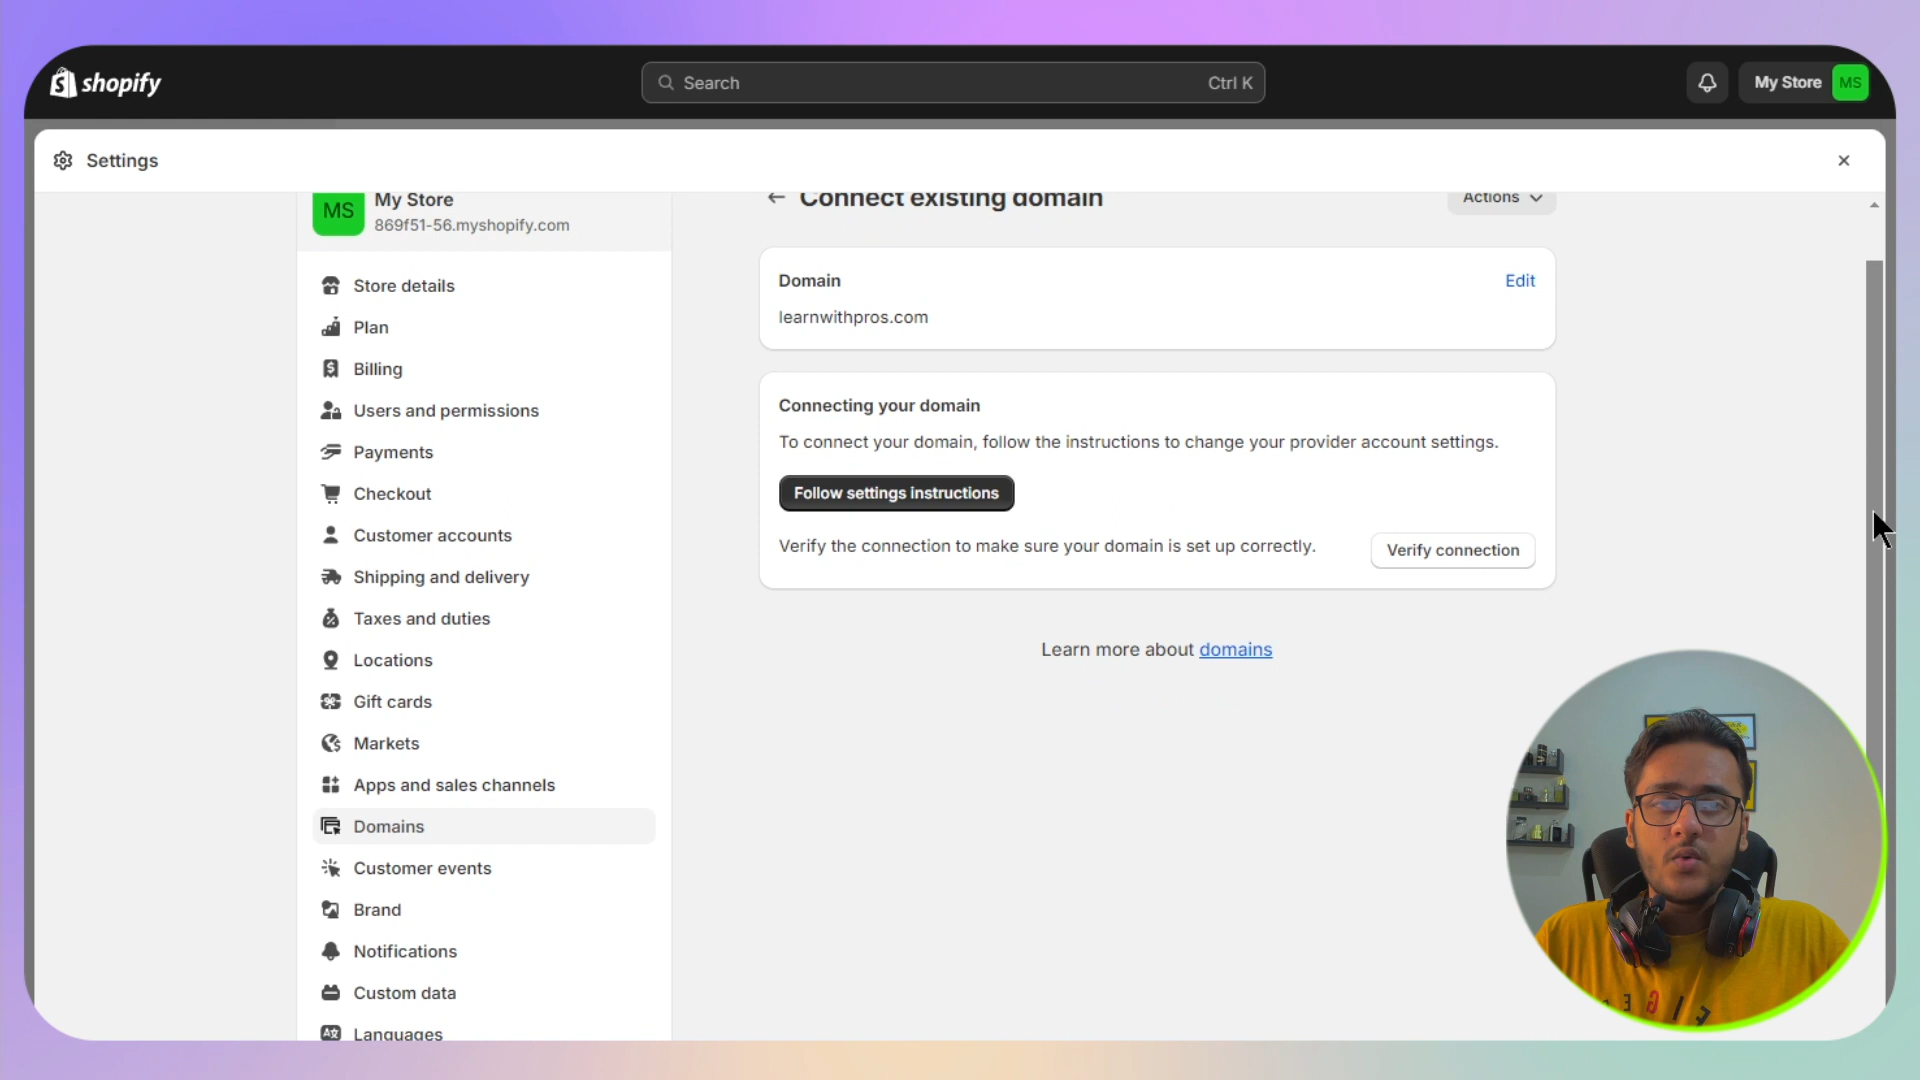 shopify
Search
Ctrl K
My Store
MS
Settings
MS
My Store
869f51-56.myshopify.com
Store details
Plan
Billing
Users and permissions
Payments
Checkout
Customer accounts
Shipping and delivery
Taxes and duties
Locations
Gift cards
Markets
Apps and sales channels
Domains
Customer events
Brand
Notifications
Custom data
Languages
Connect existing domain
Actions
Domain
Edit
learnwithpros.com
Connecting your domain
To connect your domain, follow the instructions to change your provider account settings.
Follow settings instructions
Verify the connection to make sure your domain is set up correctly.
Verify connection
Learn more about domains